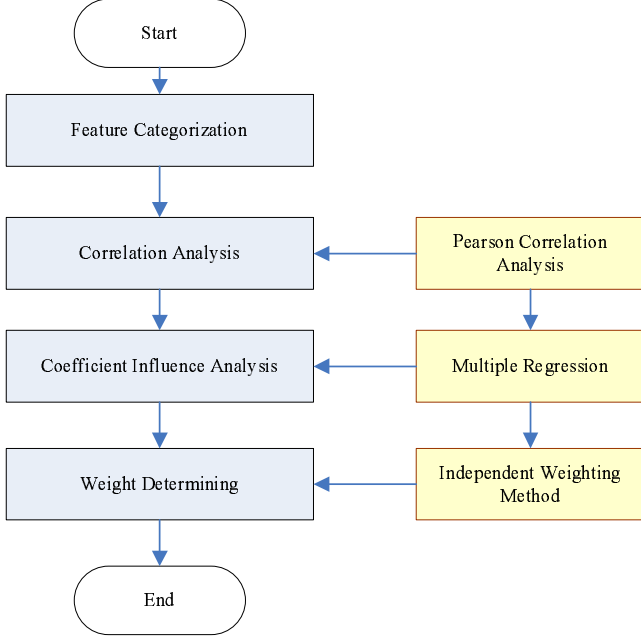 Start
Feature Categorization
Correlation Analysis
Pearson Correlation
Analysis
Coefficient Influence Analysis
Multiple Regression
Weight Determining
Independent Weighting
Method
End